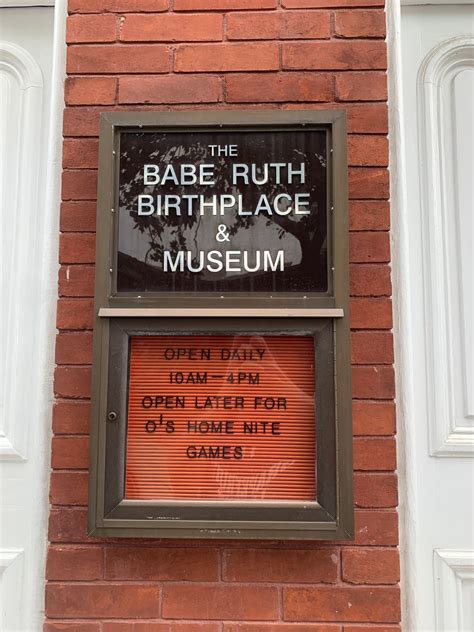 THE
BABE RUTH
BIRTHPLACE
&
MUSEUM
OPEN DAILY
10AM-4PM
OPEN LATER FOR
O'S HOME NITE
GAMES